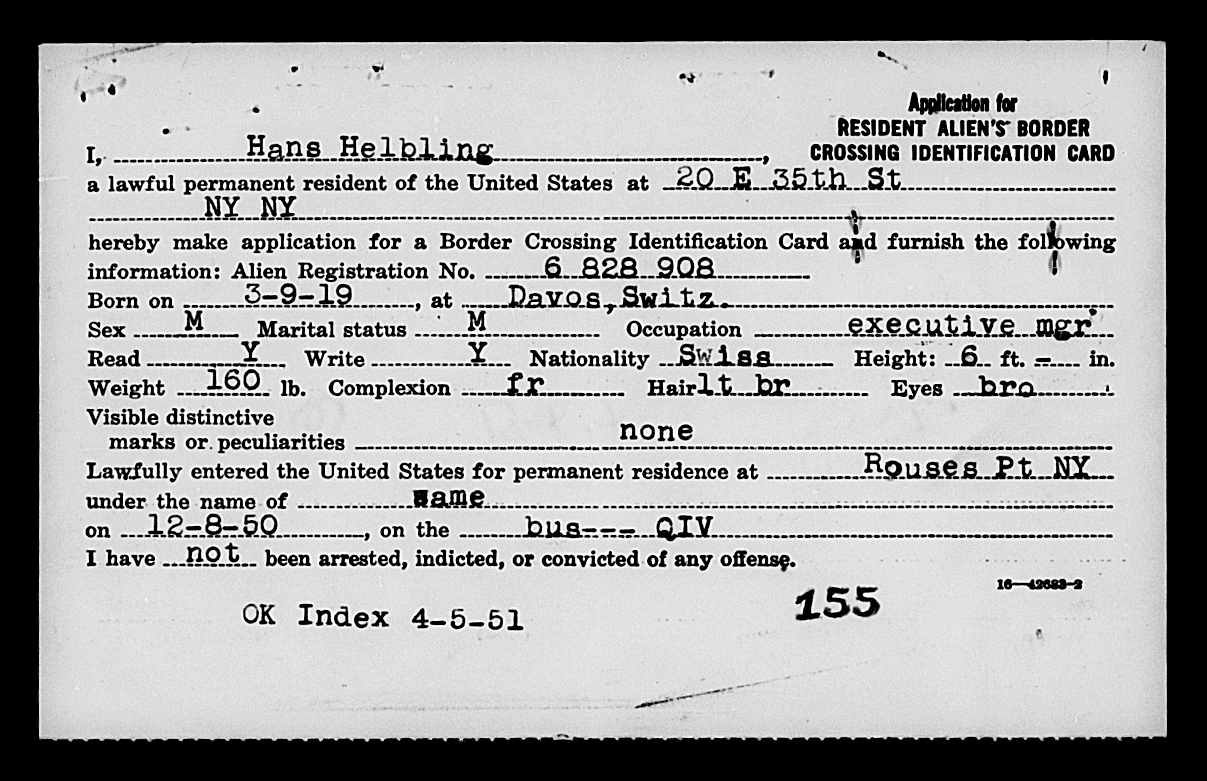 Application for
RESIDENT ALIEN'S BORDER
CROSSING IDENTIFICATION CARD
I, Hans Helbling,
a lawful permanent resident of the United States at 20 E 35th St
NY NY
hereby make application for a Border Crossing Identification Card and furnish the following
information: Alien Registration No. 6 828 908
Born on 3-9-19, at Davos, Switz.
Sex M Marital status M Occupation executive mgr
Read Y Write Y Nationality Swiss Height: 6 ft. - in.
Weight 160 lb. Complexion fr Hair lt br Eyes bro
Visible distinctive
marks or peculiarities none
Lawfully entered the United States for permanent residence at Rouses Pt NY
under the name of same
on 12-8-50, on the bus--- QIV
I have not been arrested, indicted, or convicted of any offense.
16—42683-2
OK Index 4-5-51 155